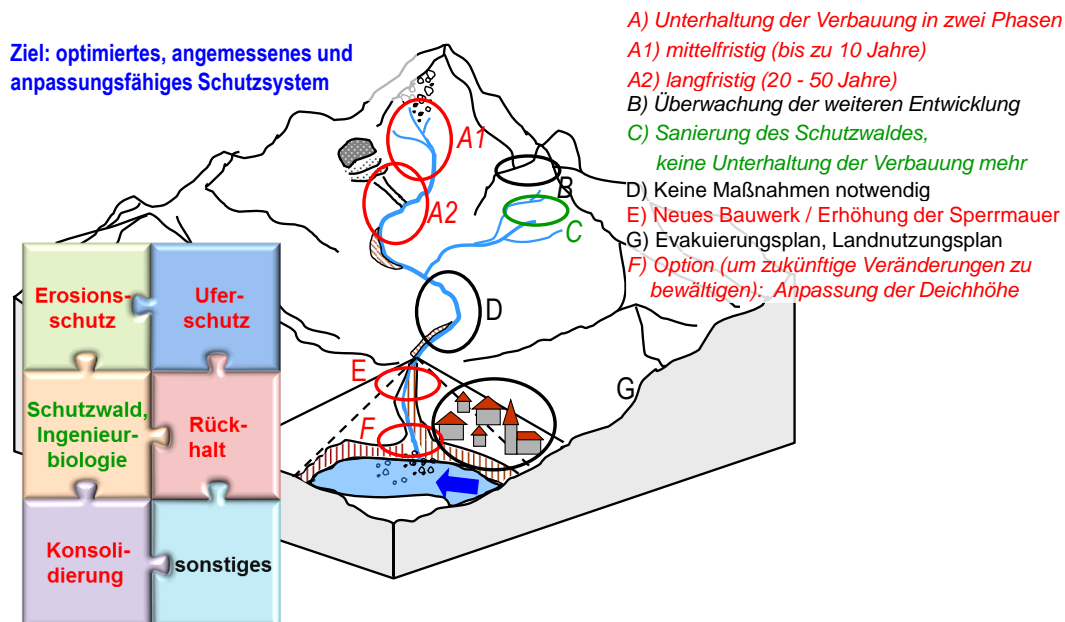 Ziel: optimiertes, angemessenes und
anpassungsfähiges Schutzsystem
A) Unterhaltung der Verbauung in zwei Phasen
A1) mittelfristig (bis zu 10 Jahre)
A2) langfristig (20 - 50 Jahre)
B) Überwachung der weiteren Entwicklung
C) Sanierung des Schutzwaldes,
keine Unterhaltung der Verbauung mehr
D) Keine Maßnahmen notwendig
E) Neues Bauwerk / Erhöhung der Sperrmauer
G) Evakuierungsplan, Landnutzungsplan
F) Option (um zukünftige Veränderungen zu
bewältigen): Anpassung der Deichhöhe
A1
A2
B
C
D
E
F
G
Erosions-
schutz
Ufer-
schutz
Schutzwald,
Ingenieur-
biologie
Rück-
halt
Konsoli-
dierung
sonstiges